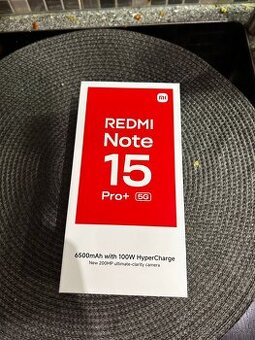 mi
REDMI
Note
15
Pro+ 5G
6500mAh with 100W HyperCharge
New 200MP ultimate-clarity camera